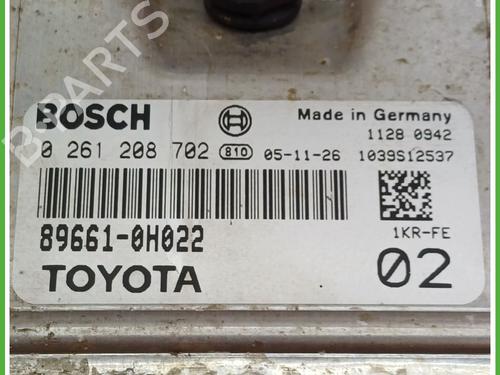 B-PARTS
BOSCH Made in Germany
1128 0942
0 261 208 702 810 05-11-26 1039S12537
89661-0H022 1KR-FE
TOYOTA 02